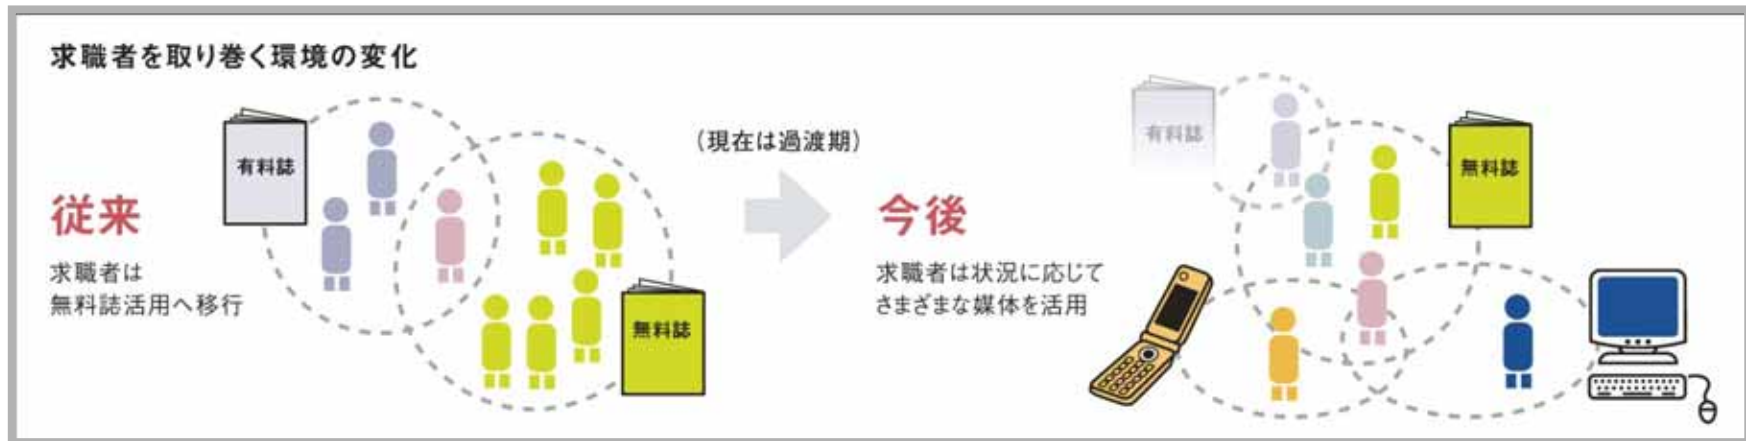 求職者を取り巻く環境の変化
従来
求職者は
無料誌活用へ移行
有料誌
無料誌
（現在は過渡期）
今後
求職者は状況に応じて
さまざまな媒体を活用
有料誌
無料誌